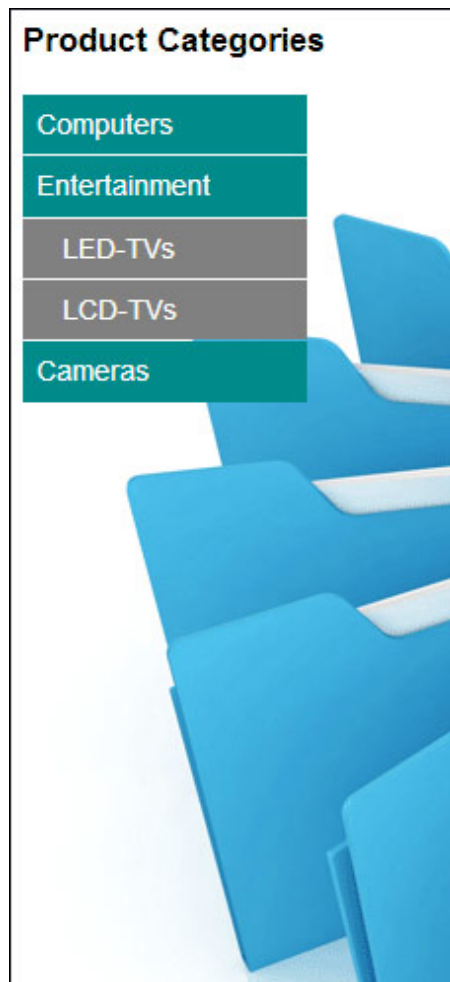 Product Categories
Computers
Entertainment
LED-TVs
LCD-TVs
Cameras